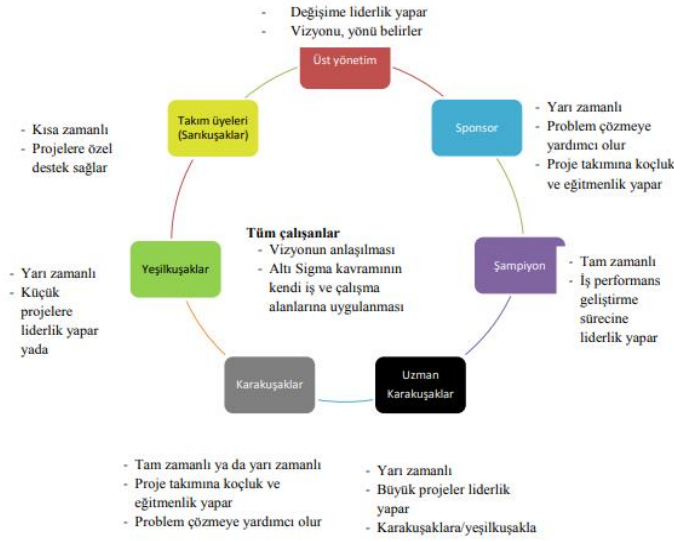 - Değişime liderlik yapar
- Vizyonu, yönü belirler
Üst yönetim
Sponsor
- Yarı zamanlı
- Problem çözmeye
yardımcı olur
- Proje takımına koçluk
ve eğitmenlik yapar
Şampiyon
- Tam zamanlı
- İş performans
geliştirme
sürecine
liderlik yapar
Uzman
Karakuşaklar
- Yarı zamanlı
- Büyük projeler liderlik
yapar
- Karakuşaklara/yeşilkuşakla
Karakuşaklar
- Tam zamanlı ya da yarı zamanlı
- Proje takımına koçluk ve
eğitmenlik yapar
- Problem çözmeye yardımcı olur
Yeşilkuşaklar
- Yarı zamanlı
- Küçük
projelere
liderlik yapar
yada
Takım üyeleri
(Sarıkuşaklar)
- Kısa zamanlı
- Projelere özel
destek sağlar
Tüm çalışanlar
- Vizyonun anlaşılması
- Altı Sigma kavramının
kendi iş ve çalışma
alanlarına uygulanması